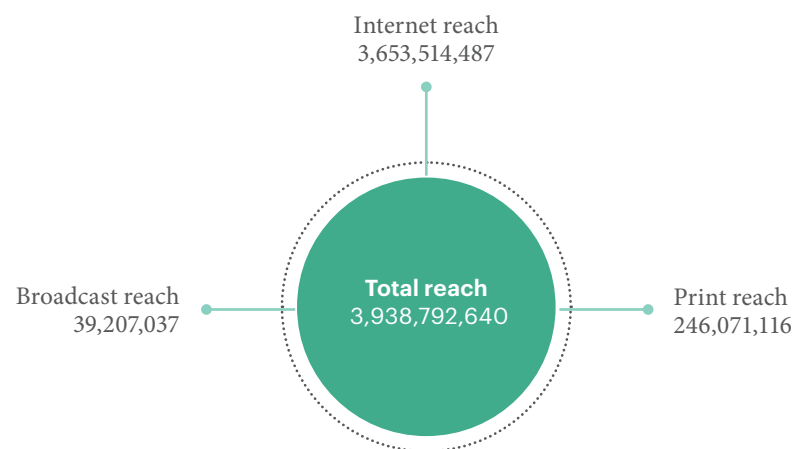 Internet reach
3,653,514,487
Total reach
3,938,792,640
Broadcast reach
39,207,037
Print reach
246,071,116